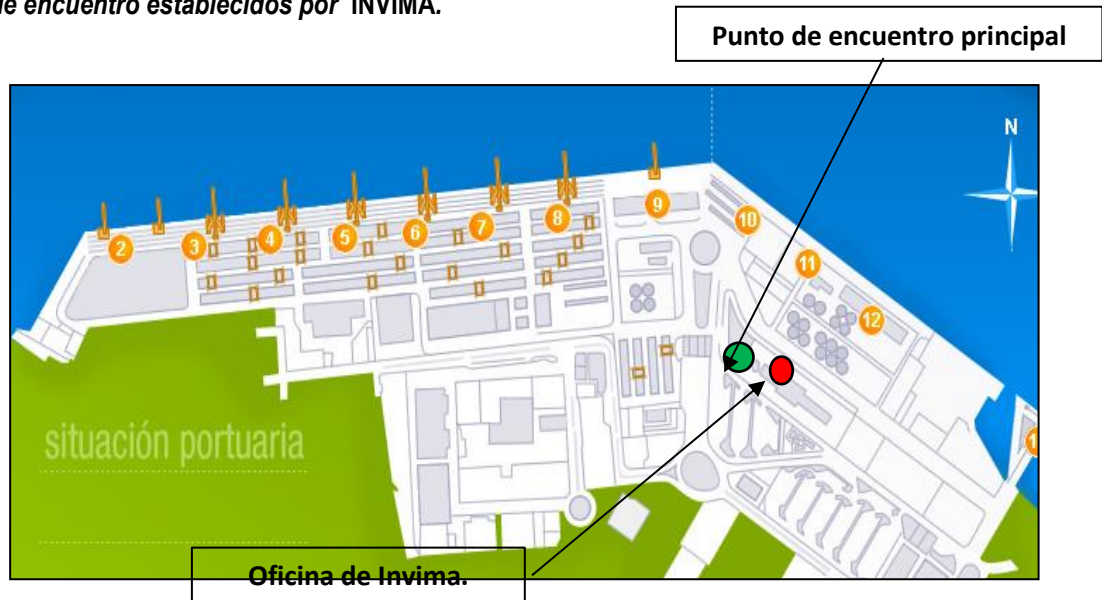 de encuentro establecidos por INVIMA.
Punto de encuentro principal
N
2
3
4
5
6
7
8
9
10
11
12
situación portuaria
Oficina de Invima.